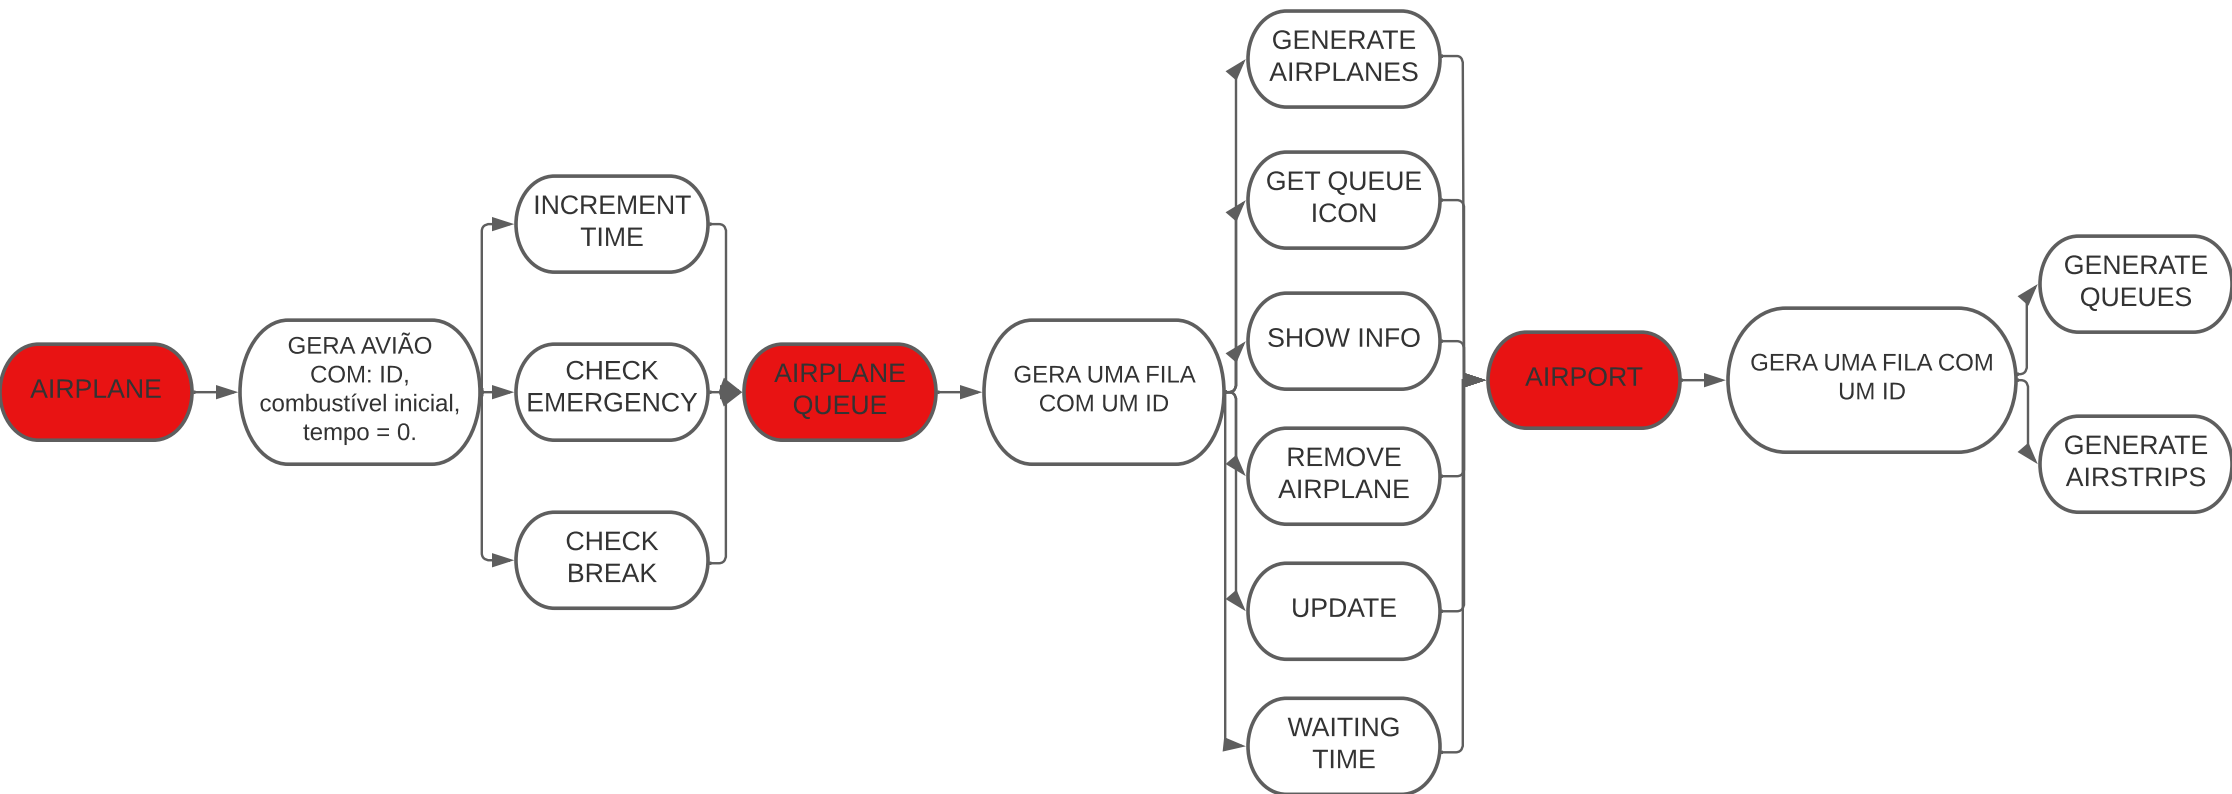 AIRPLANE
GERA AVIÃO
COM: ID,
combustível inicial,
tempo = 0.
INCREMENT
TIME
CHECK
EMERGENCY
CHECK
BREAK
AIRPLANE
QUEUE
GERA UMA FILA
COM UM ID
GENERATE
AIRPLANES
GET QUEUE
ICON
SHOW INFO
REMOVE
AIRPLANE
UPDATE
WAITING
TIME
AIRPORT
GERA UMA FILA COM
UM ID
GENERATE
QUEUES
GENERATE
AIRSTRIPS